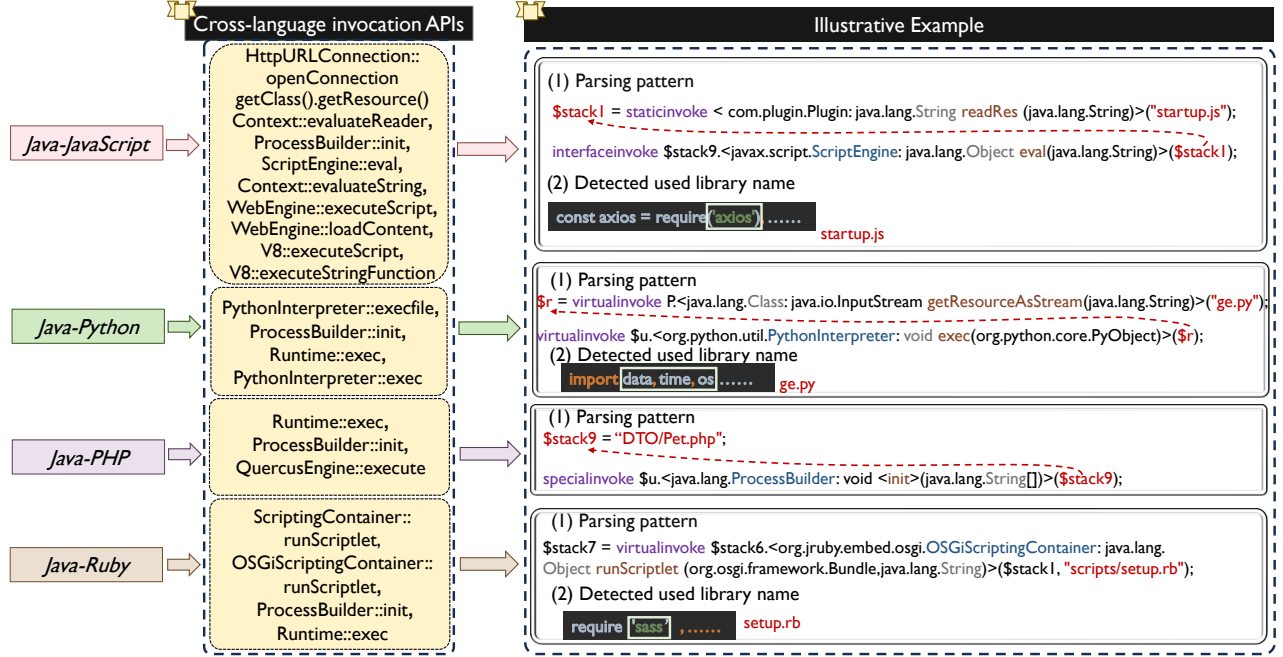 Cross-language invocation APIs
Illustrative Example
Java-JavaScript
HttpURLConnection::
openConnection
getClass().getResource()
Context::evaluateReader,
ProcessBuilder::init,
ScriptEngine::eval,
Context::evaluateString,
WebEngine::executeScript,
WebEngine::loadContent,
V8::executeScript,
V8::executeStringFunction
(1) Parsing pattern
$stack1 = staticinvoke < com.plugin.Plugin: java.lang.String readRes (java.lang.String)>("startup.js");
interfaceinvoke $stack9.<javax.script.ScriptEngine: java.lang.Object eval(java.lang.String)>($stack1);
(2) Detected used library name
const axios = require('axios'), ......
startup.js
Java-Python
PythonInterpreter::execfile,
ProcessBuilder::init,
Runtime::exec,
PythonInterpreter::exec
(1) Parsing pattern
$r = virtualinvoke P.<java.lang.Class: java.io.InputStream getResourceAsStream(java.lang.String)>("ge.py");
virtualinvoke $u.<org.python.util.PythonInterpreter: void exec(org.python.core.PyObject)>($r);
(2) Detected used library name
import data, time, os ......
ge.py
Java-PHP
Runtime::exec,
ProcessBuilder::init,
QuercusEngine::execute
(1) Parsing pattern
$stack9 = “DTO/Pet.php";
specialinvoke $u.<java.lang.ProcessBuilder: void <init>(java.lang.String[])>($stack9);
Java-Ruby
ScriptingContainer::
runScriptlet,
OSGiScriptingContainer::
runScriptlet,
ProcessBuilder::init,
Runtime::exec
(1) Parsing pattern
$stack7 = virtualinvoke $stack6.<org.jruby.embed.osgi.OSGiScriptingContainer: java.lang.
Object runScriptlet (org.osgi.framework.Bundle,java.lang.String)>($stack1, "scripts/setup.rb");
(2) Detected used library name
require 'sass' , ......
setup.rb